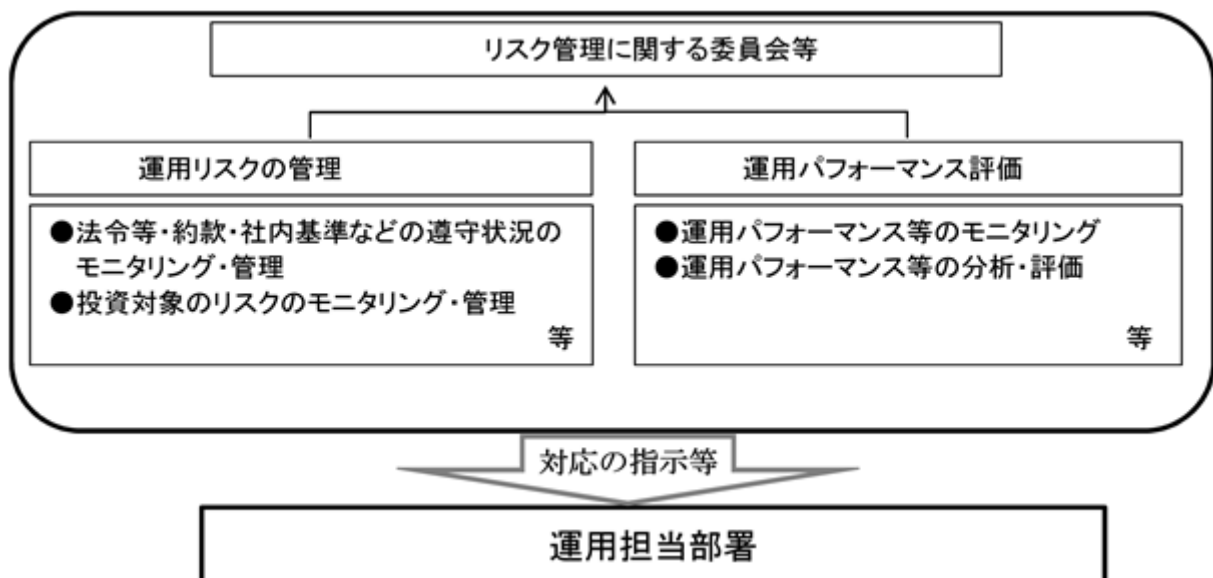 リスク管理に関する委員会等
運用リスクの管理
●法令等・約款・社内基準などの遵守状況の
モニタリング・管理
●投資対象のリスクのモニタリング・管理
等
運用パフォーマンス評価
●運用パフォーマンス等のモニタリング
●運用パフォーマンス等の分析・評価
等
対応の指示等
運用担当部署